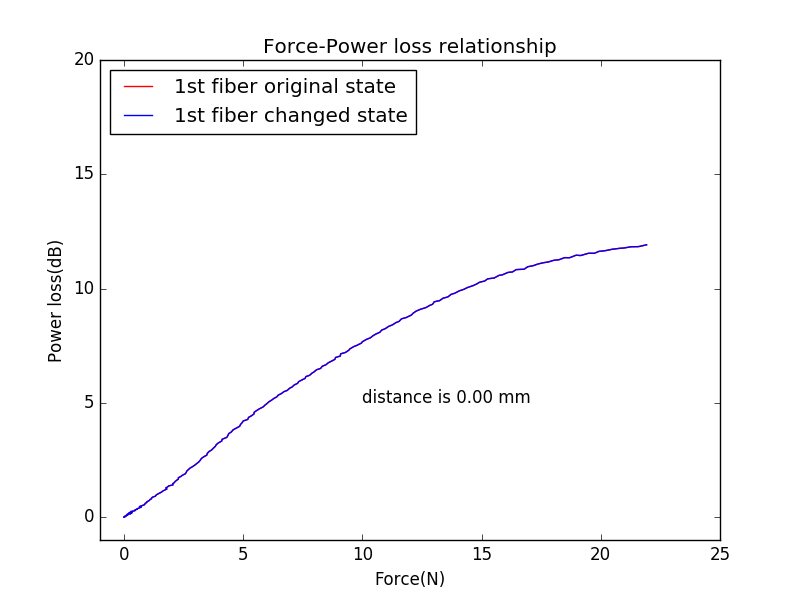 Force-Power loss relationship
1st fiber original state
1st fiber changed state
20
15
10
5
0
Power loss(dB)
distance is 0.00 mm
0
5
10
15
20
25
Force(N)